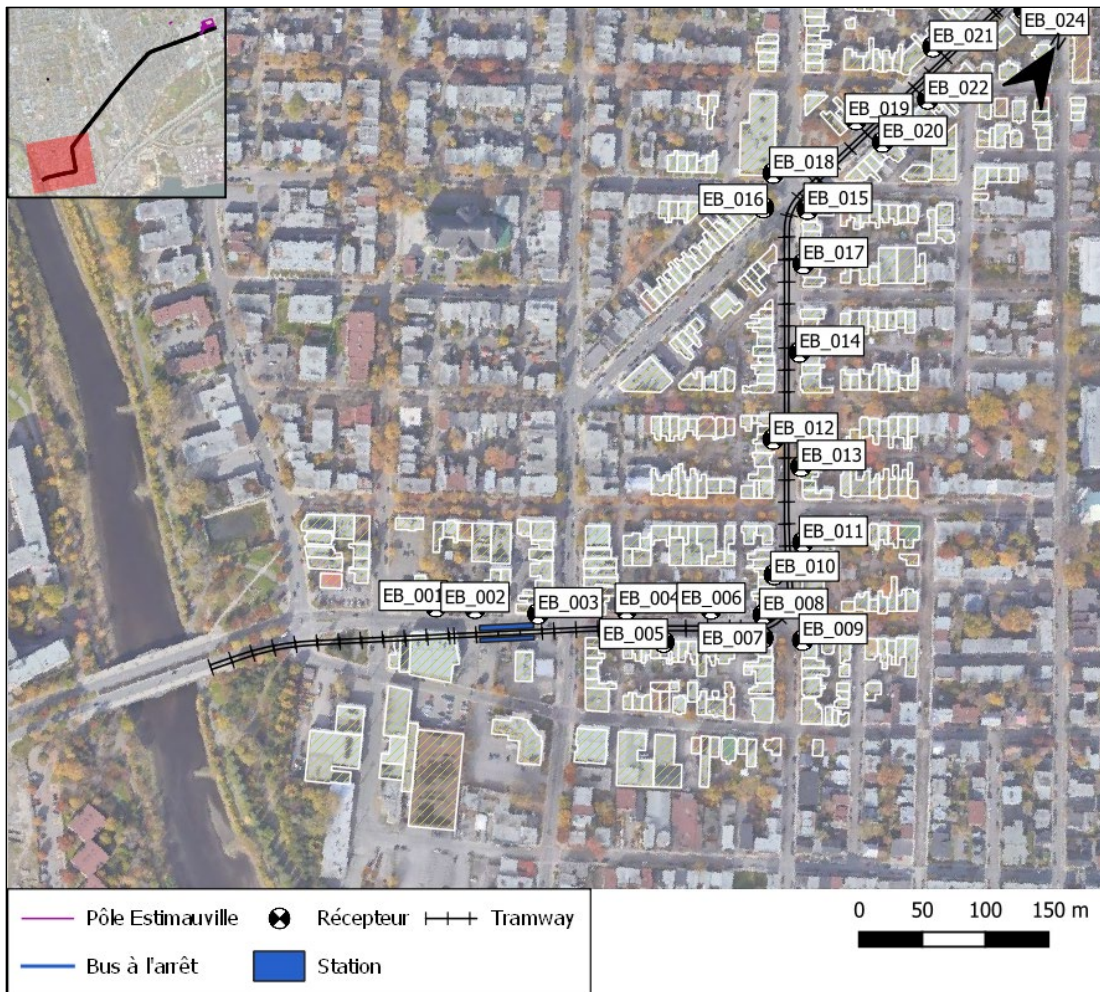 EB_024
EB_021
EB_022
EB_019
EB_020
EB_018
EB_016
EB_015
EB_017
EB_014
EB_012
EB_013
EB_011
EB_010
EB_001
EB_002
EB_003
EB_004
EB_006
EB_008
EB_005
EB_007
EB_009
Pôle Estimauville
Récepteur
Tramway
Bus à l'arrêt
Station
0 50 100 150 m